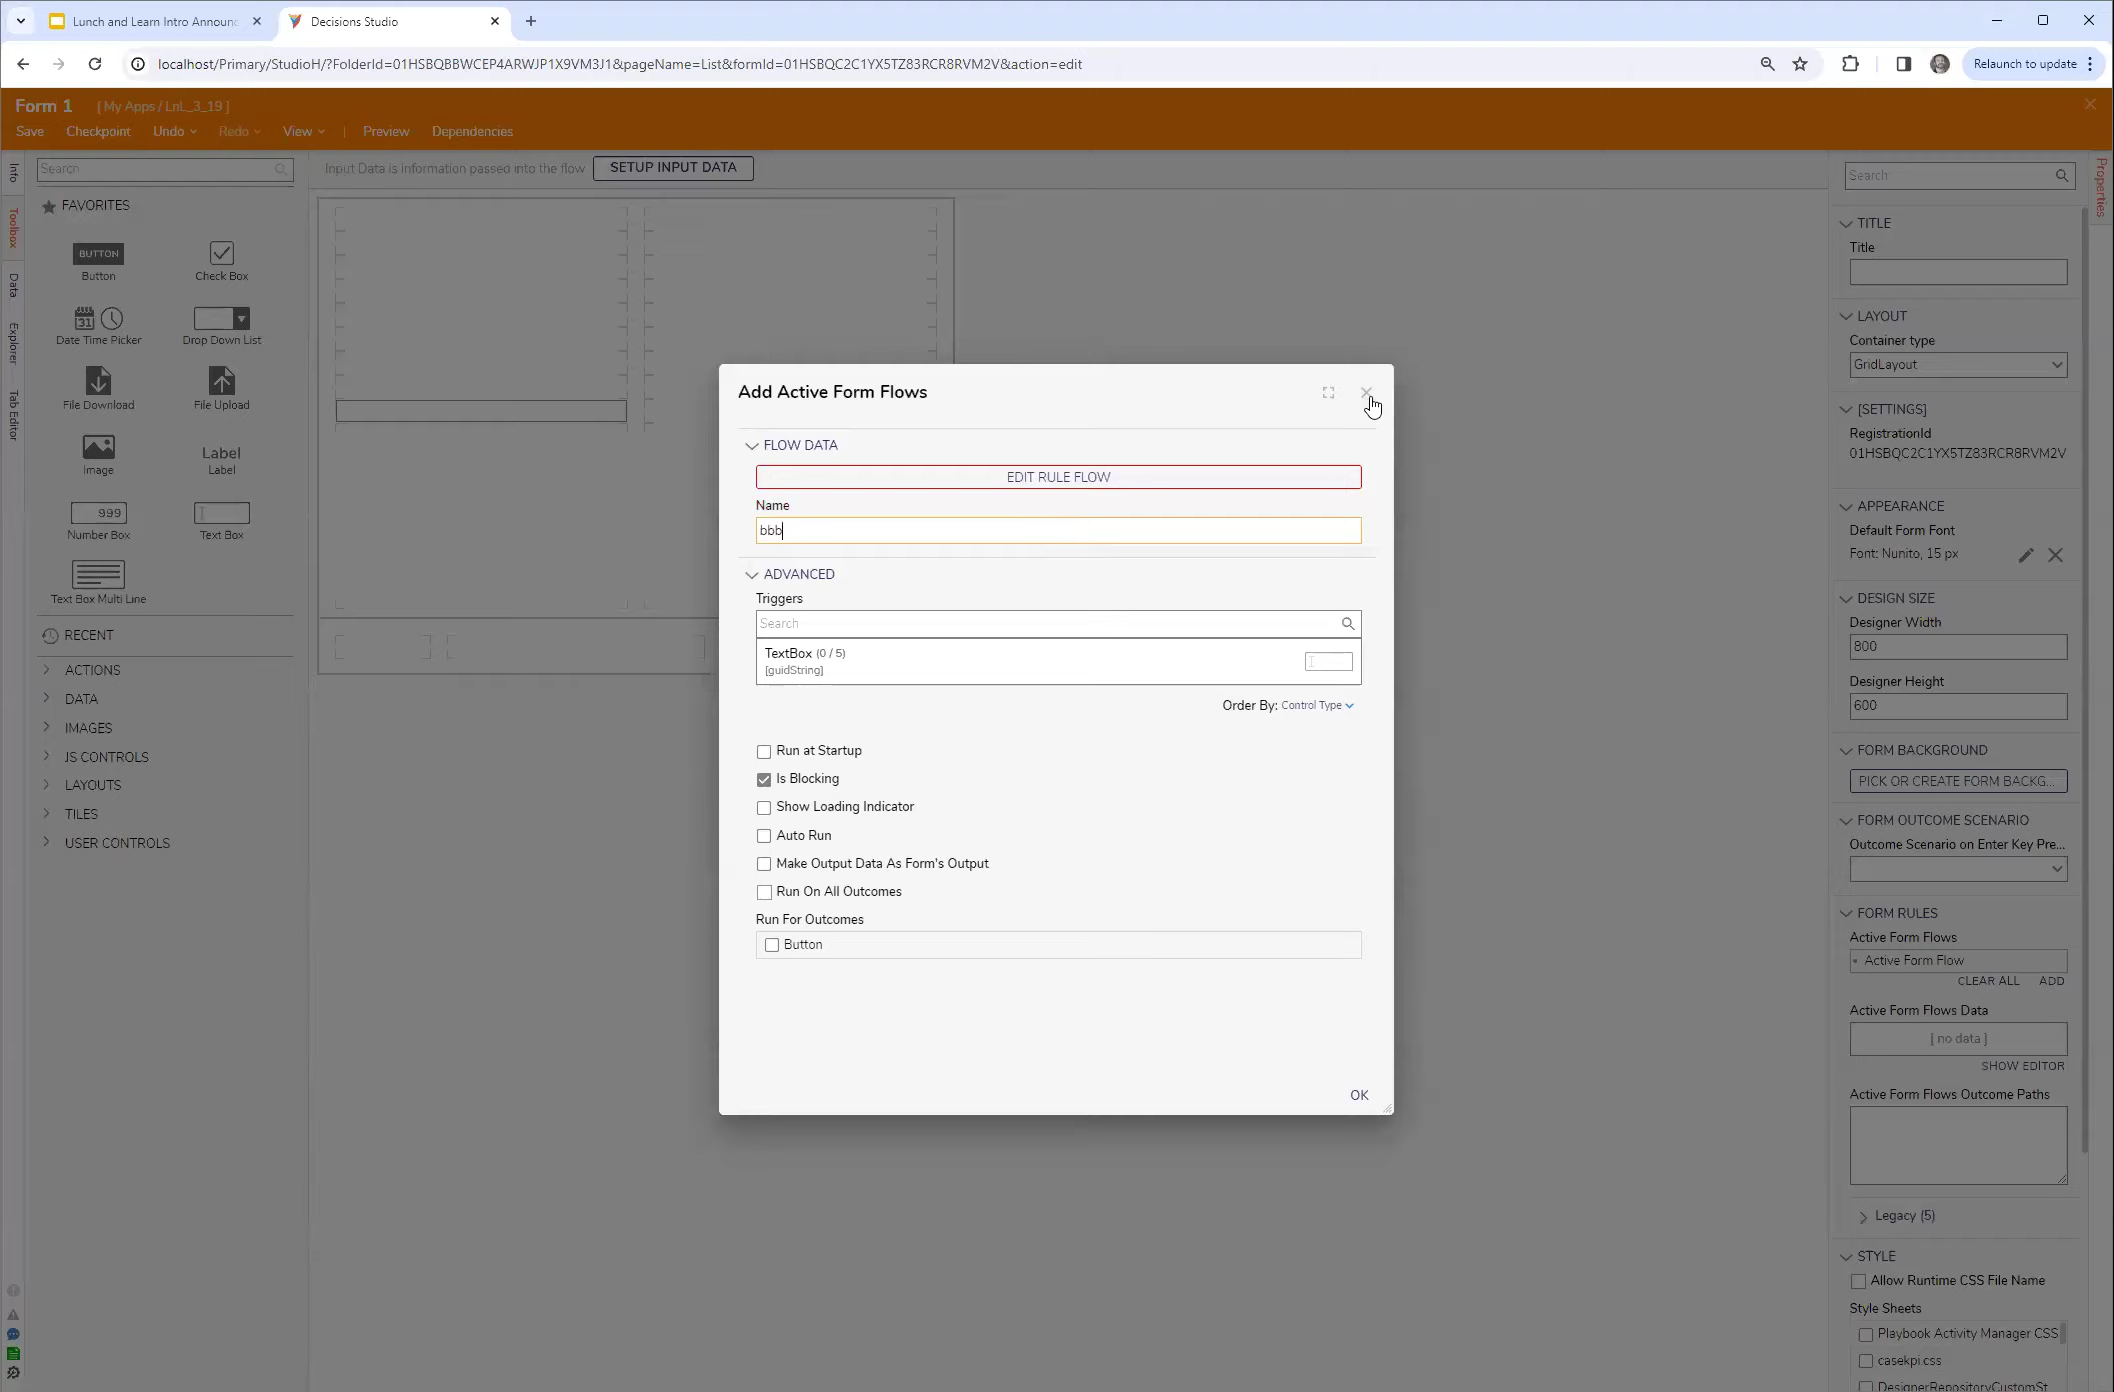 Lunch and Learn Intro Announc
Decisions Studio
localhost/Primary/StudioH/?FolderId=01HSBQBBWCEP4ARWJP1X9VM3J1&pageName=List&formId=01HSBQC2C1YX5TZ83RCR8RVM2V&action=edit
Relaunch to update
Form 1 [ My Apps / LnL_3_19 ]
Save Checkpoint Undo Redo View | Preview Dependencies
Info
Toolbox
Data
Explorer
Tab Editor
Search
FAVORITES
BUTTON
Button
Check Box
31
Date Time Picker
Drop Down List
File Download
File Upload
Image
Label
Label
999
Number Box
Text Box
Text Box Multi Line
RECENT
ACTIONS
DATA
IMAGES
JS CONTROLS
LAYOUTS
TILES
USER CONTROLS
Input Data is information passed into the flow
SETUP INPUT DATA
Add Active Form Flows
FLOW DATA
EDIT RULE FLOW
Name
bbb
ADVANCED
Triggers
Search
TextBox (0 / 5)
[guidString]
Order By: Control Type
Run at Startup
Is Blocking
Show Loading Indicator
Auto Run
Make Output Data As Form's Output
Run On All Outcomes
Run For Outcomes
Button
OK
Properties
Search
TITLE
Title
LAYOUT
Container type
GridLayout
[SETTINGS]
RegistrationId
01HSBQC2C1YX5TZ83RCR8RVM2V
APPEARANCE
Default Form Font
Font: Nunito, 15 px
DESIGN SIZE
Designer Width
800
Designer Height
600
FORM BACKGROUND
PICK OR CREATE FORM BACKG...
FORM OUTCOME SCENARIO
Outcome Scenario on Enter Key Pre...
FORM RULES
Active Form Flows
Active Form Flow
CLEAR ALL ADD
Active Form Flows Data
[ no data ]
SHOW EDITOR
Active Form Flows Outcome Paths
Legacy (5)
STYLE
Allow Runtime CSS File Name
Style Sheets
Playbook Activity Manager CSS
casekpi.css
DesignerRepositoryCustomSt